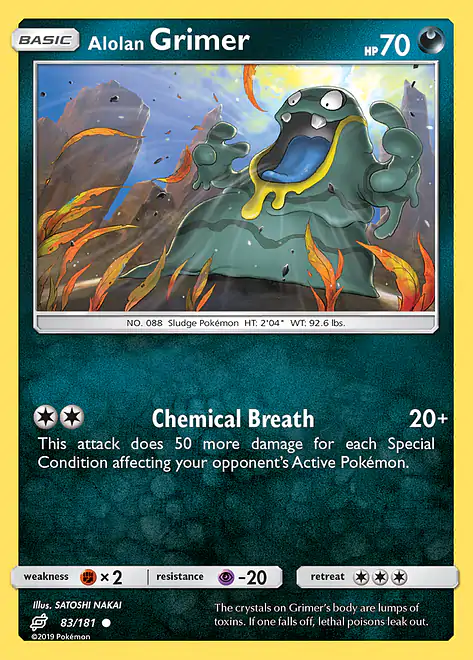 BASIC Alolan Grimer HP 70
NO. 088 Sludge Pokémon HT: 2'04" WT: 92.6 lbs.
Chemical Breath 20+
This attack does 50 more damage for each Special
Condition affecting your opponent's Active Pokémon.
weakness × 2 resistance -20 retreat
Illus. SATOSHI NAKAI
83/181
©2019 Pokémon
The crystals on Grimer's body are lumps of
toxins. If one falls off, lethal poisons leak out.